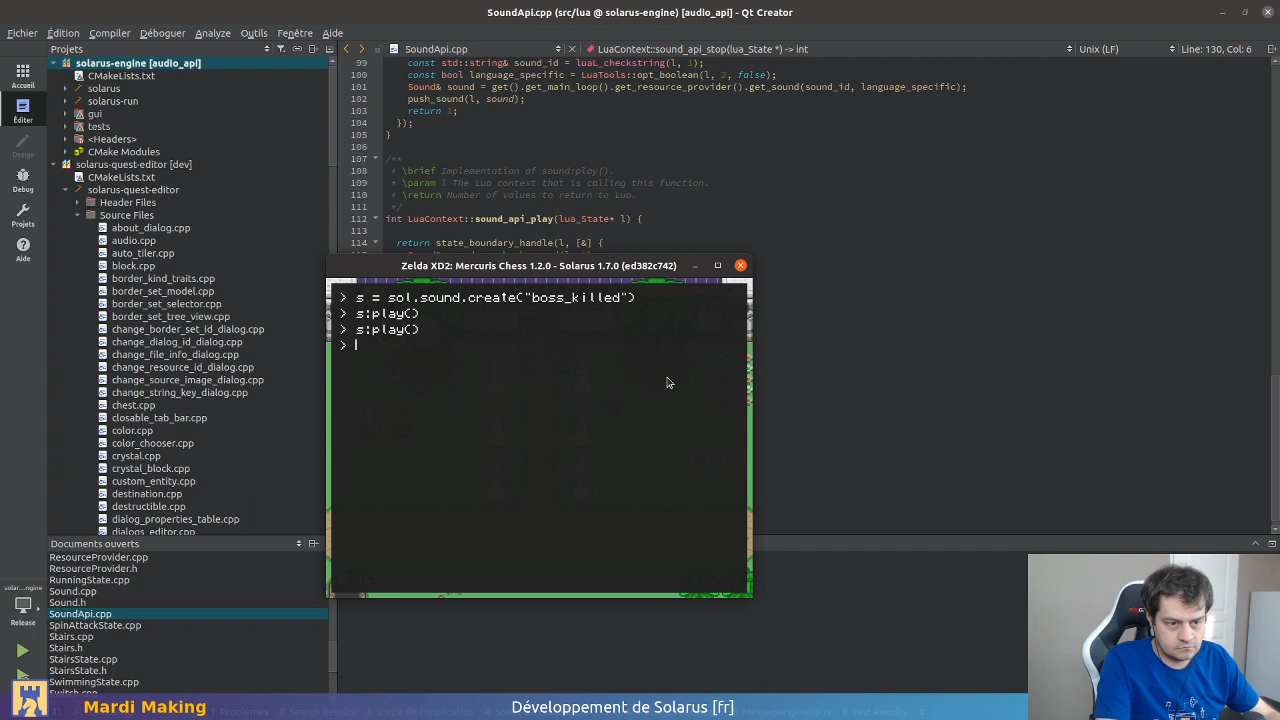 SoundApi.cpp (src/lua @ solarus-engine) [audio_api] - Qt Creator
Fichier Édition Compiler Déboguer Analyze Outils Fenêtre Aide
Projets
SoundApi.cpp
LuaContext::sound_api_stop(lua_State *) -> int
Unix (LF)
Line: 130, Col: 6
Accueil
Éditer
Design
Debug
Projets
Aide
solarus-engine [audio_api]
CMakeLists.txt
solarus
solarus-run
gui
tests
<Headers>
CMake Modules
solarus-quest-editor [dev]
CMakeLists.txt
solarus-quest-editor
Header Files
Source Files
about_dialog.cpp
audio.cpp
auto_tiler.cpp
block.cpp
border_kind_traits.cpp
border_set_model.cpp
border_set_selector.cpp
border_set_tree_view.cpp
change_border_set_id_dialog.cpp
change_dialog_id_dialog.cpp
change_file_info_dialog.cpp
change_resource_id_dialog.cpp
change_source_image_dialog.cpp
change_string_key_dialog.cpp
chest.cpp
closable_tab_bar.cpp
color.cpp
color_chooser.cpp
crystal.cpp
crystal_block.cpp
custom_entity.cpp
destination.cpp
destructible.cpp
dialog_properties_table.cpp
dialogs_editor.cpp
99 const std::string& sound_id = luaL_checkstring(l, 1);
100 const bool language_specific = LuaTools::opt_boolean(l, 2, false);
101 Sound& sound = get().get_main_loop().get_resource_provider().get_sound(sound_id, language_specific);
102 push_sound(l, sound);
103 return 1;
104 });
105 }
106
107 /**
108 * \brief Implementation of sound:play().
109 * \param l The Lua context that is calling this function.
110 * \return Number of values to return to Lua.
111 */
112 int LuaContext::sound_api_play(lua_State* l) {
113
114 return state_boundary_handle(l, [&] {
Zelda XD2: Mercuris Chess 1.2.0 - Solarus 1.7.0 (ed382c742)
> s = sol.sound.create("boss_killed")
> s:play()
> s:play()
>
Documents ouverts
ResourceProvider.cpp
ResourceProvider.h
RunningState.cpp
Sound.cpp
Sound.h
SoundApi.cpp
SpinAttackState.cpp
Stairs.cpp
Stairs.h
StairsState.cpp
StairsState.h
SwimmingState.cpp
Switch.cpp
solar...ngine
Release
Mardi Making
Développement de Solarus [fr]